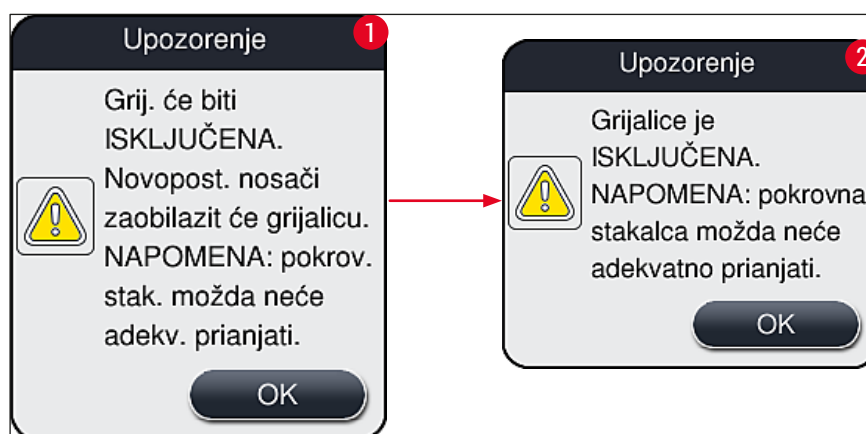 Upozorenje
1
Grij. će biti
ISKLJUČENA.
Novopost. nosači
zaobilazit će grijalicu.
NAPOMENA: pokrov.
stak. možda neće
adekv. prianjati.
OK
Upozorenje
2
Grijalice je
ISKLJUČENA.
NAPOMENA: pokrovna
stakalca možda neće
adekvatno prianjati.
OK